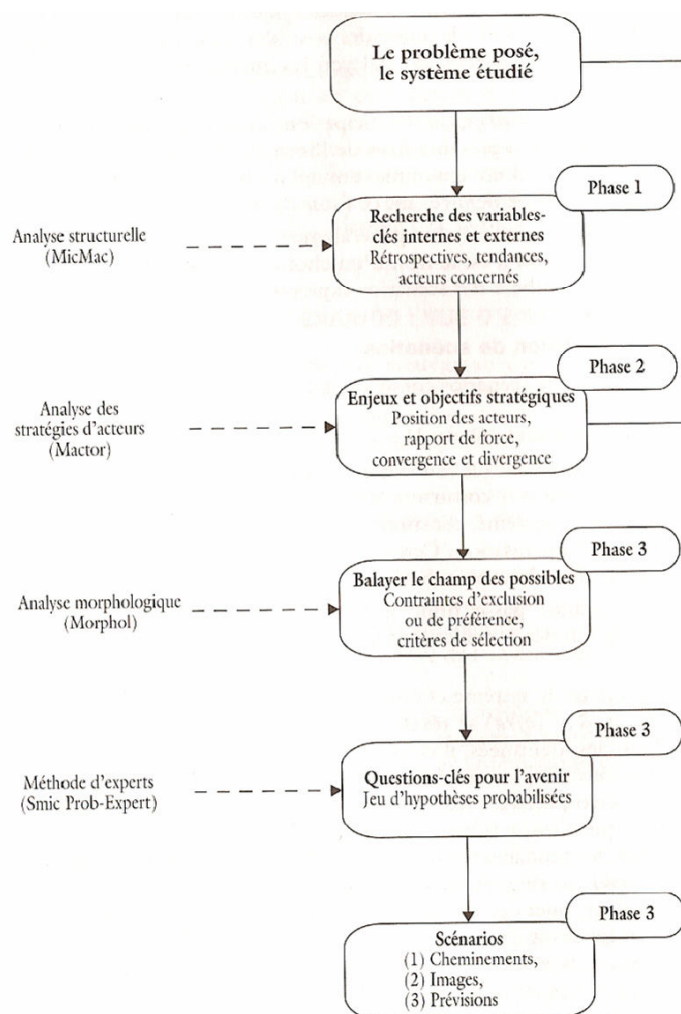 Le problème posé,
le système étudié
Phase 1
Recherche des variables-
clés internes et externes
Rétrospectives, tendances,
acteurs concernés
Analyse structurelle
(MicMac)
Phase 2
Enjeux et objectifs stratégiques
Position des acteurs,
rapport de force,
convergence et divergence
Analyse des
stratégies d'acteurs
(Mactor)
Phase 3
Balayer le champ des possibles
Contraintes d'exclusion
ou de préférence,
critères de sélection
Analyse morphologique
(Morphol)
Phase 3
Questions-clés pour l'avenir
Jeu d'hypothèses probabilisées
Méthode d'experts
(Smic Prob-Expert)
Phase 3
Scénarios
(1) Cheminements,
(2) Images,
(3) Prévisions